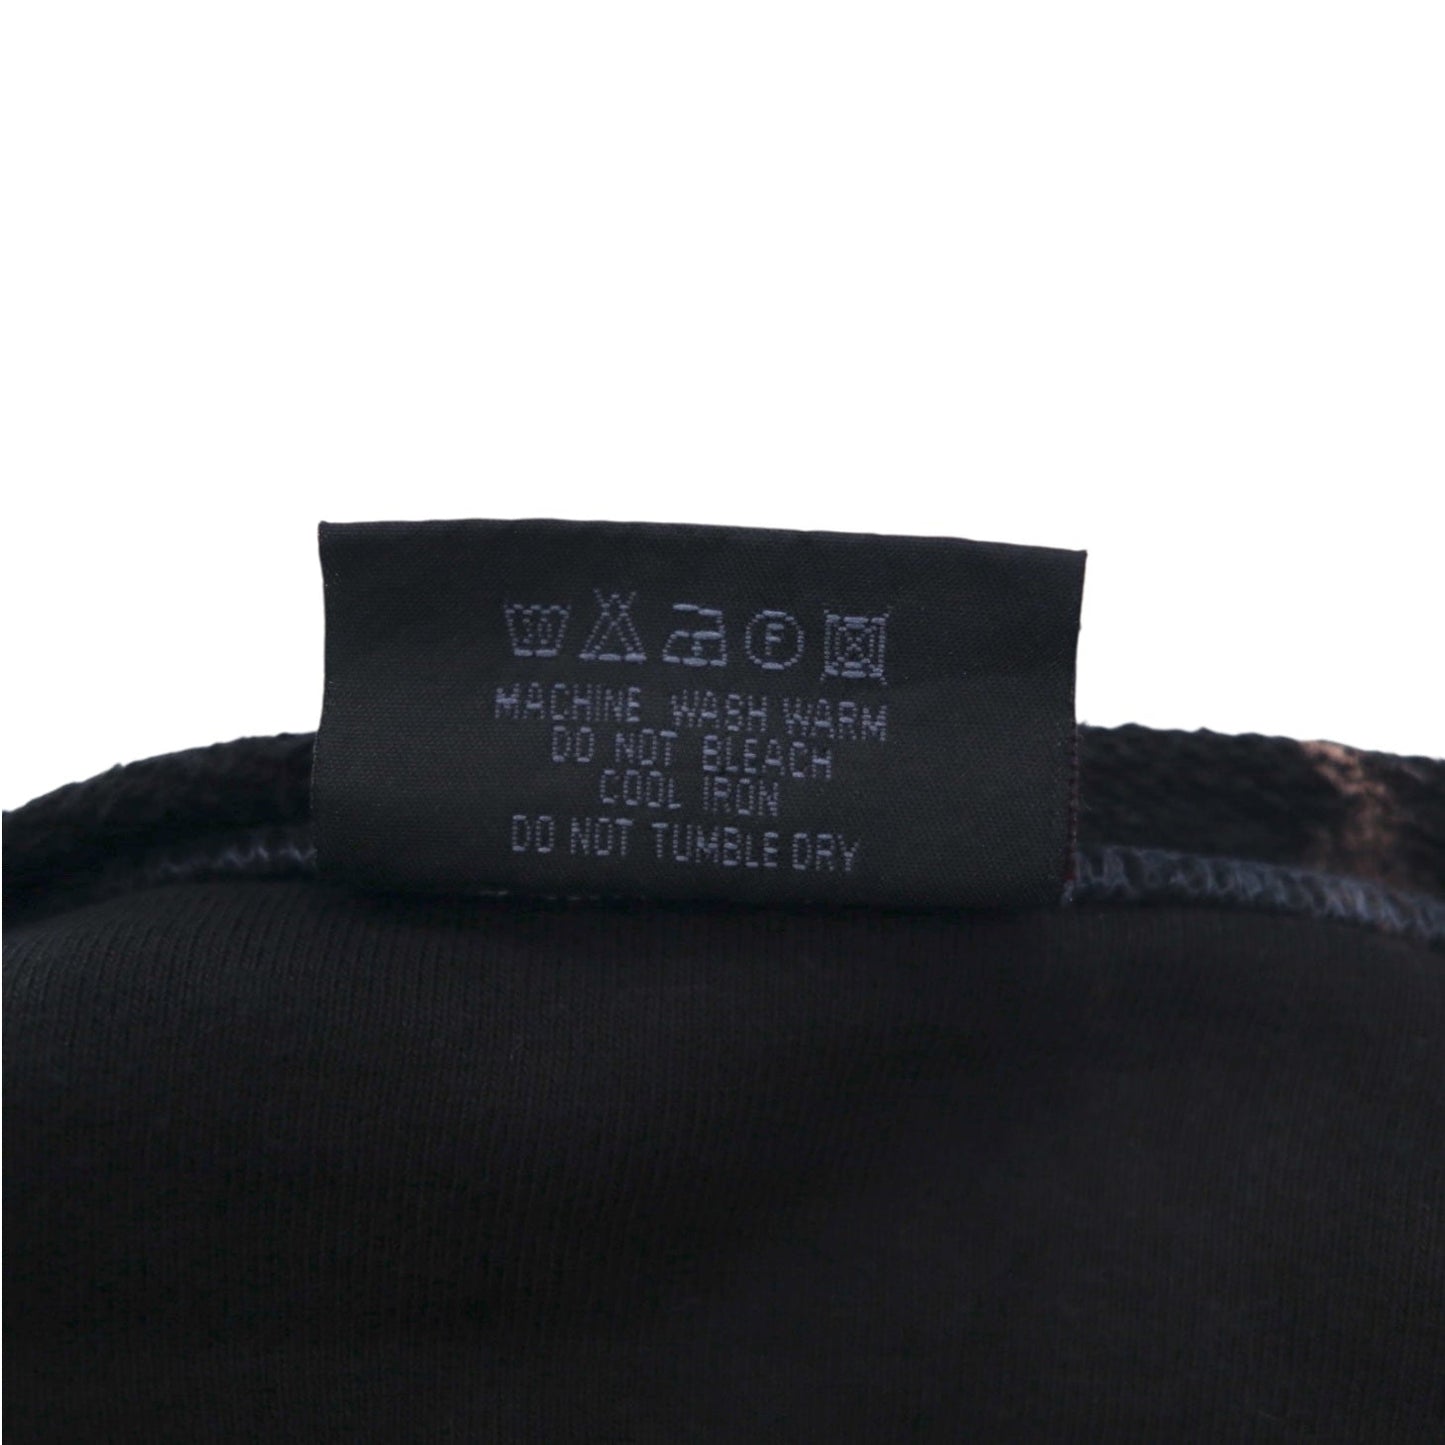 F
MACHINE WASH WARM
DO NOT BLEACH
COOL IRON
DO NOT TUMBLE DRY